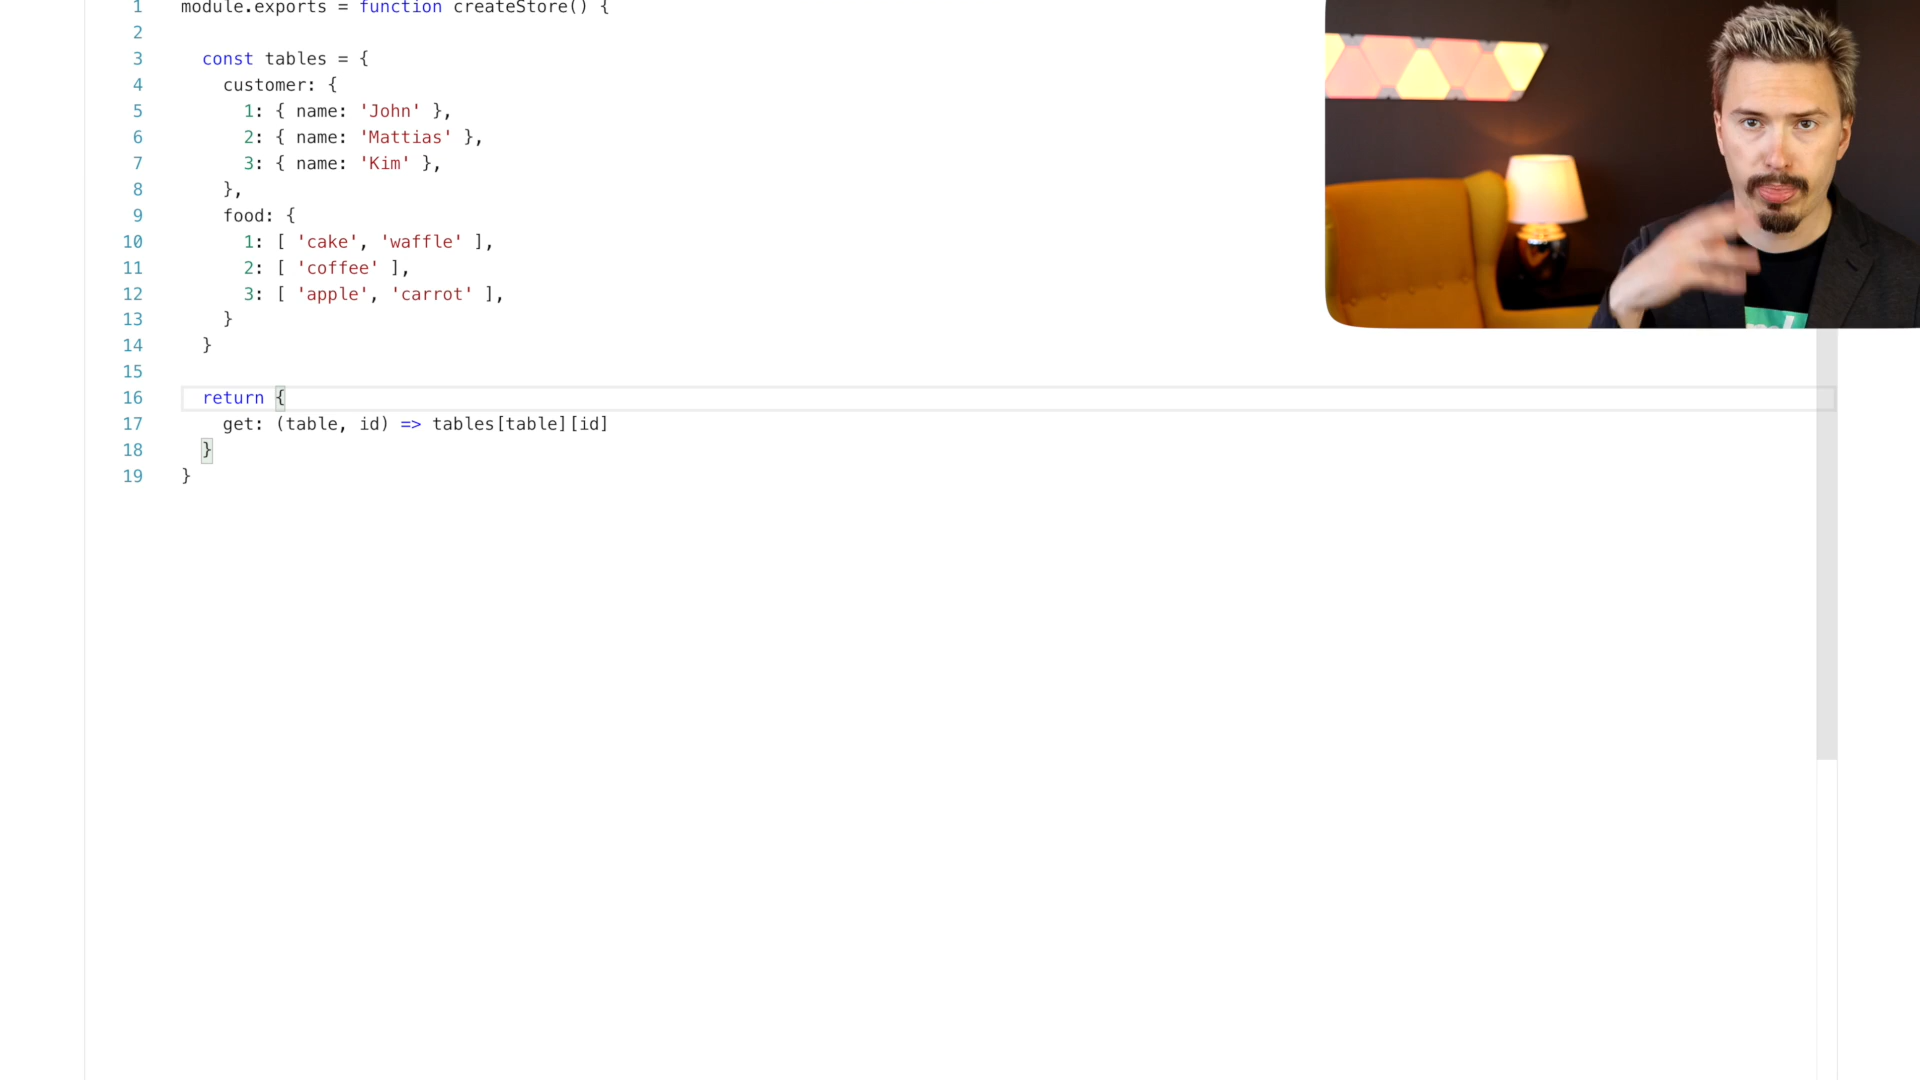 1 module.exports = function createStore() {
2
3 const tables = {
4 customer: {
5 1: { name: 'John' },
6 2: { name: 'Mattias' },
7 3: { name: 'Kim' },
8 },
9 food: {
10 1: [ 'cake', 'waffle' ],
11 2: [ 'coffee' ],
12 3: [ 'apple', 'carrot' ],
13 }
14 }
15
16 return {
17 get: (table, id) => tables[table][id]
18 }
19 }